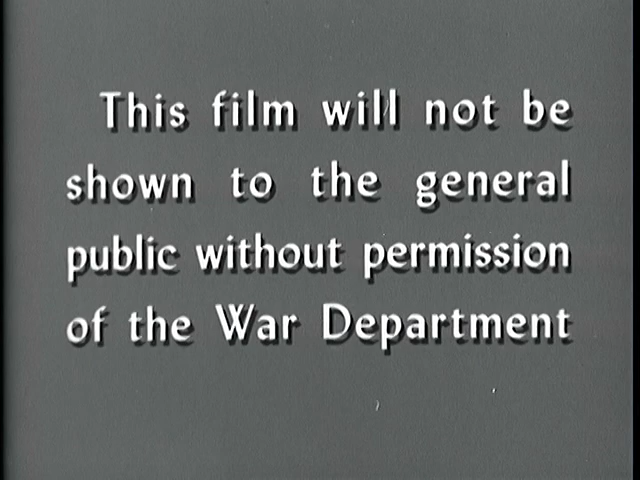 This film will not be
shown to the general
public without permission
of the War Department